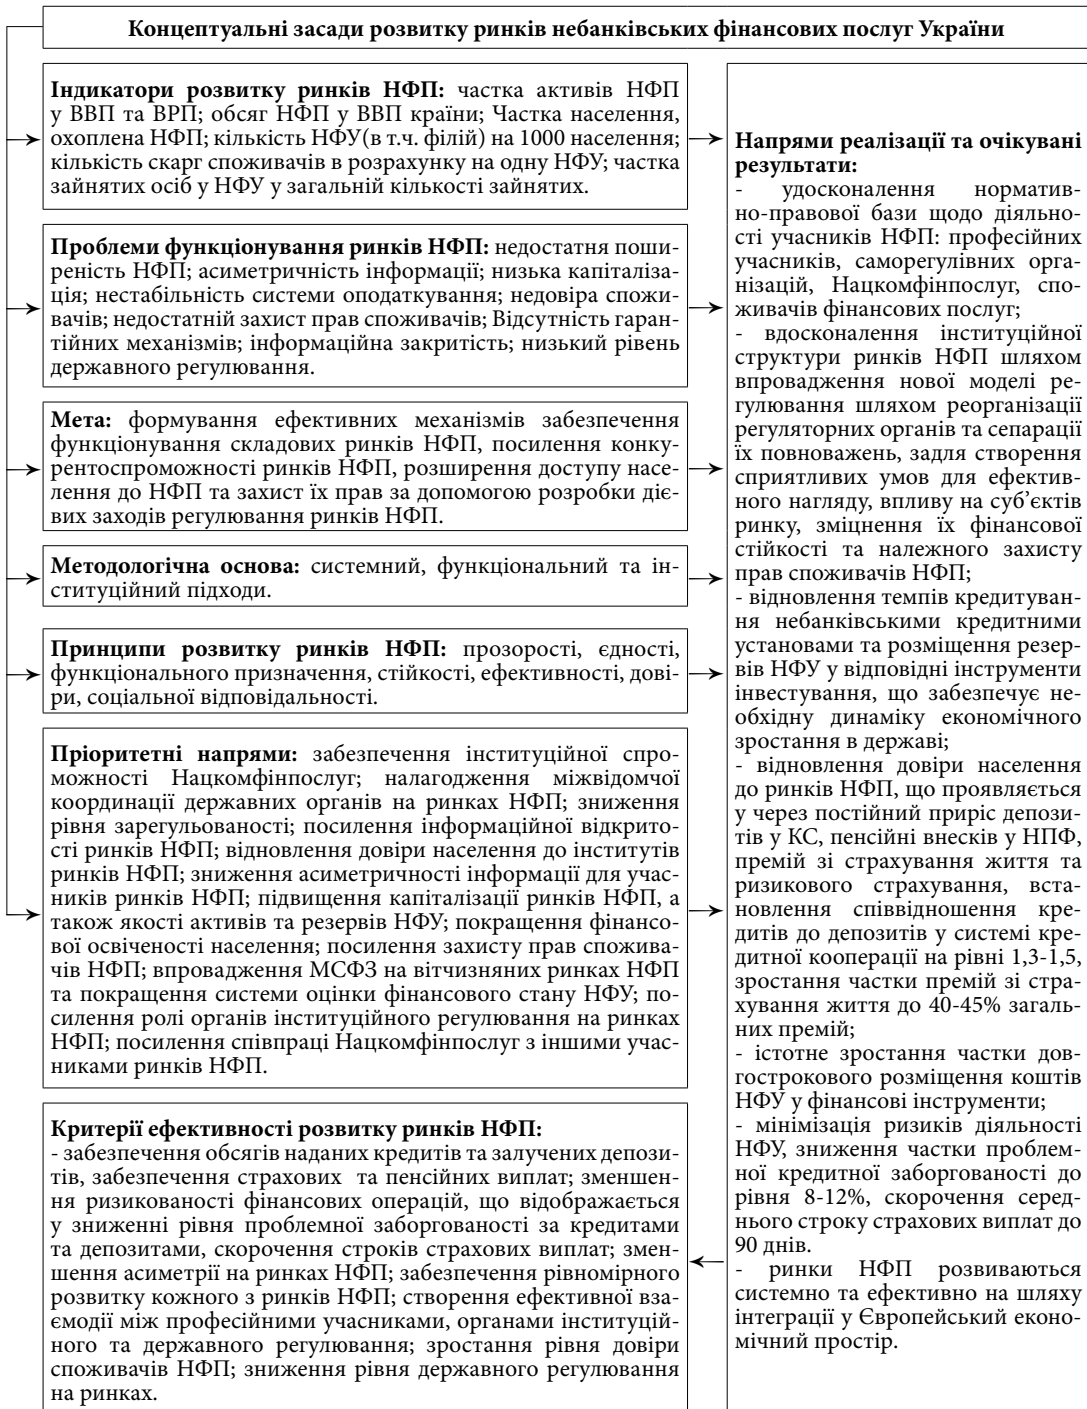 Концептуальні засади розвитку ринків небанківських фінансових послуг України
Індикатори розвитку ринків НФП: частка активів НФП
у ВВП та ВРП; обсяг НФП у ВВП країни; Частка населення,
охоплена НФП; кількість НФУ(в т.ч. філій) на 1000 населення;
кількість скарг споживачів в розрахунку на одну НФУ; частка
зайнятих осіб у НФУ у загальній кількості зайнятих.
Проблеми функціонування ринків НФП: недостатня поши-
реність НФП; асиметричність інформації; низька капіталіза-
ція; нестабільність системи оподаткування; недовіра спожи-
вачів; недостатній захист прав споживачів; Відсутність гаран-
тійних механізмів; інформаційна закритість; низький рівень
державного регулювання.
Мета: формування ефективних механізмів забезпечення
функціонування складових ринків НФП, посилення конку-
рентоспроможності ринків НФП, розширення доступу насе-
лення до НФП та захист їх прав за допомогою розробки діє-
вих заходів регулювання ринків НФП.
Методологічна основа: системний, функціональний та ін-
ституційний підходи.
Принципи розвитку ринків НФП: прозорості, єдності,
функціонального призначення, стійкості, ефективності, дові-
ри, соціальної відповідальності.
Пріоритетні напрями: забезпечення інституційної спро-
можності Нацкомфінпослуг; налагодження міжвідомчої
координації державних органів на ринках НФП; зниження
рівня зарегульованості; посилення інформаційної відкрито-
сті ринків НФП; відновлення довіри населення до інститутів
ринків НФП; зниження асиметричності інформації для учас-
ників ринків НФП; підвищення капіталізації ринків НФП, а
також якості активів та резервів НФУ; покращення фінансо-
вої освіченості населення; посилення захисту прав спожива-
чів НФП; впровадження МСФЗ на вітчизняних ринках НФП
та покращення системи оцінки фінансового стану НФУ; по-
силення ролі органів інституційного регулювання на ринках
НФП; посилення співпраці Нацкомфінпослуг з іншими учас-
никами ринків НФП.
Критерії ефективності розвитку ринків НФП:
- забезпечення обсягів наданих кредитів та залучених депози-
тів, забезпечення страхових та пенсійних виплат; зменшен-
ня ризикованості фінансових операцій, що відображається
у зниженні рівня проблемної заборгованості за кредитами
та депозитами, скорочення строків страхових виплат; змен-
шення асиметрії на ринках НФП; забезпечення рівномірного
розвитку кожного з ринків НФП; створення ефективної вза-
ємодії між професійними учасниками, органами інституцій-
ного та державного регулювання; зростання рівня довіри
споживачів НФП; зниження рівня державного регулювання
на ринках.
Напрями реалізації та очікувані
результати:
- удосконалення норматив-
но-правової бази щодо діяльно-
сті учасників НФП: професійних
учасників, саморегулівних орга-
нізацій, Нацкомфінпослуг, спо-
живачів фінансових послуг;
- вдосконалення інституційної
структури ринків НФП шляхом
впровадження нової моделі ре-
гулювання шляхом реорганізації
регуляторних органів та сепарації
їх повноважень, задля створення
сприятливих умов для ефектив-
ного нагляду, впливу на суб’єктів
ринку, зміцнення їх фінансової
стійкості та належного захисту
прав споживачів НФП;
- відновлення темпів кредитуван-
ня небанківськими кредитними
установами та розміщення резер-
вів НФУ у відповідні інструменти
інвестування, що забезпечує не-
обхідну динаміку економічного
зростання в державі;
- відновлення довіри населення
до ринків НФП, що проявляється
у через постійний приріс депози-
тів у КС, пенсійні внесків у НПФ,
премій зі страхування життя та
ризикового страхування, вста-
новлення співвідношення кре-
дитів до депозитів у системі кре-
дитної кооперації на рівні 1,3-1,5,
зростання частки премій зі стра-
хування життя до 40-45% загаль-
них премій;
- істотне зростання частки дов-
гострокового розміщення коштів
НФУ у фінансові інструменти;
- мінімізація ризиків діяльності
НФУ, зниження частки проблем-
ної кредитної заборгованості до
рівня 8-12%, скорочення серед-
нього строку страхових виплат до
90 днів.
- ринки НФП розвиваються
системно та ефективно на шляху
інтеграції у Європейский еконо-
мічний простір.